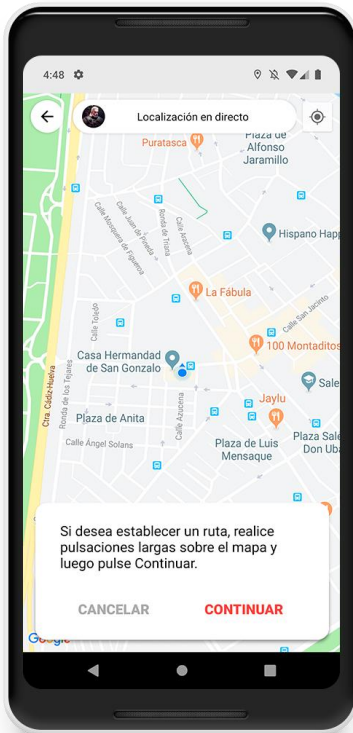 4:48
Localización en directo
Puratasca
Plaza de
Alfonso
Jaramillo
Calle Juan de Pineda
Calle Mosquera de Figueroa
Ronda de Triana
Calle Aracena
Hispano Happ
La Fábula
Calle San Jacinto
Calle Toledo
100 Montaditos
Casa Hermandad
de San Gonzalo
Sale
Ctra. Cádiz-Huelva
Ronda de los Tejares
Jaylu
Plaza de Anita
Calle Azucena
Calle Ángel Solans
Plaza de Luis
Mensaque
Plaza Sale
Don Uba
Si desea establecer un ruta, realice
pulsaciones largas sobre el mapa y
luego pulse Continuar.
CANCELAR
CONTINUAR
Google